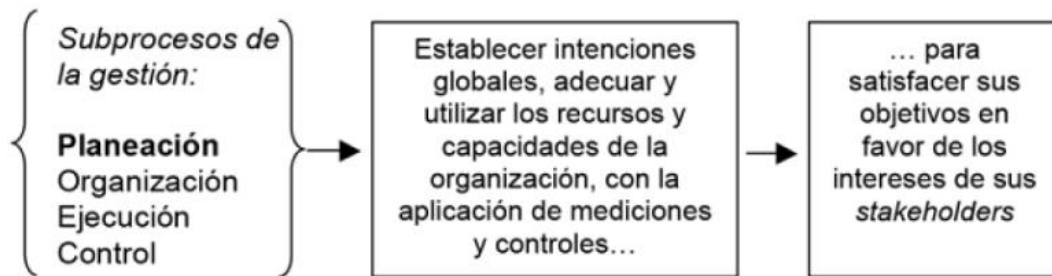 Subprocesos de
la gestión:
Planeación
Organización
Ejecución
Control
Establecer intenciones
globales, adecuar y
utilizar los recursos y
capacidades de la
organización, con la
aplicación de mediciones
y controles…
… para
satisfacer sus
objetivos en
favor de los
intereses de sus
stakeholders